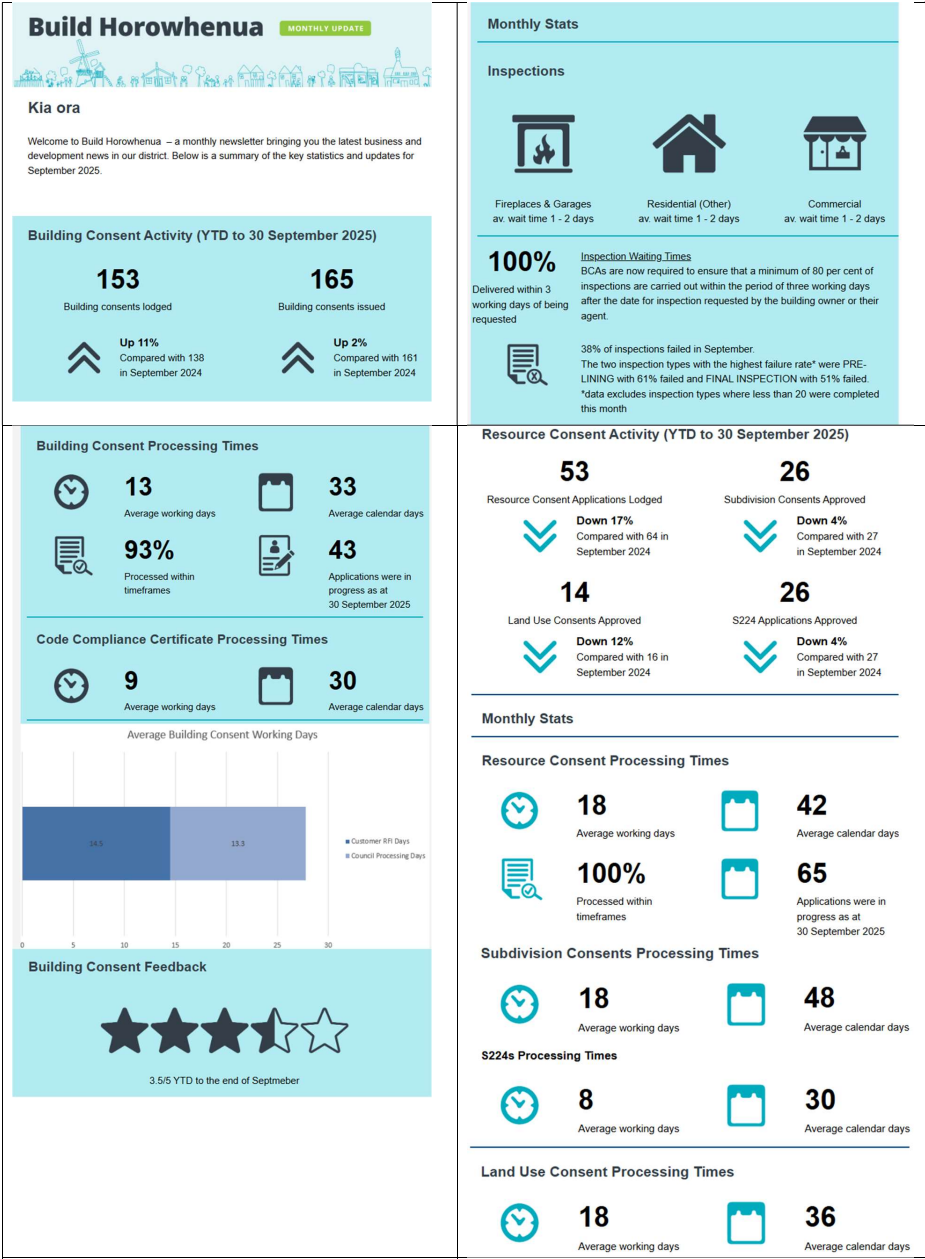 Build Horowhenua
MONTHLY UPDATE
Kia ora
Welcome to Build Horowhenua – a monthly newsletter bringing you the latest business and
development news in our district. Below is a summary of the key statistics and updates for
September 2025.
Building Consent Activity (YTD to 30 September 2025)
153
Building consents lodged
Up 11%
Compared with 138
in September 2024
165
Building consents issued
Up 2%
Compared with 161
in September 2024
Monthly Stats
Inspections
Fireplaces & Garages
av. wait time 1 - 2 days
Residential (Other)
av. wait time 1 - 2 days
Commercial
av. wait time 1 - 2 days
100%
Delivered within 3
working days of being
requested
Inspection Waiting Times
BCAs are now required to ensure that a minimum of 80 per cent of
inspections are carried out within the period of three working days
after the date for inspection requested by the building owner or their
agent.
38% of inspections failed in September.
The two inspection types with the highest failure rate* were PRE-
LINING with 61% failed and FINAL INSPECTION with 51% failed.
*data excludes inspection types where less than 20 were completed
this month
Building Consent Processing Times
13
Average working days
33
Average calendar days
93%
Processed within
timeframes
43
Applications were in
progress as at
30 September 2025
Code Compliance Certificate Processing Times
9
Average working days
30
Average calendar days
Average Building Consent Working Days
14.5
13.3
Customer RFI Days
Council Processing Days
0 5 10 15 20 25 30
Building Consent Feedback
3.5/5 YTD to the end of Septmeber
Resource Consent Activity (YTD to 30 September 2025)
53
Resource Consent Applications Lodged
Down 17%
Compared with 64 in
September 2024
26
Subdivision Consents Approved
Down 4%
Compared with 27
in September 2024
14
Land Use Consents Approved
Down 12%
Compared with 16 in
September 2024
26
S224 Applications Approved
Down 4%
Compared with 27
in September 2024
Monthly Stats
Resource Consent Processing Times
18
Average working days
42
Average calendar days
100%
Processed within
timeframes
65
Applications were in
progress as at
30 September 2025
Subdivision Consents Processing Times
18
Average working days
48
Average calendar days
S224s Processing Times
8
Average working days
30
Average calendar days
Land Use Consent Processing Times
18
Average working days
36
Average calendar days